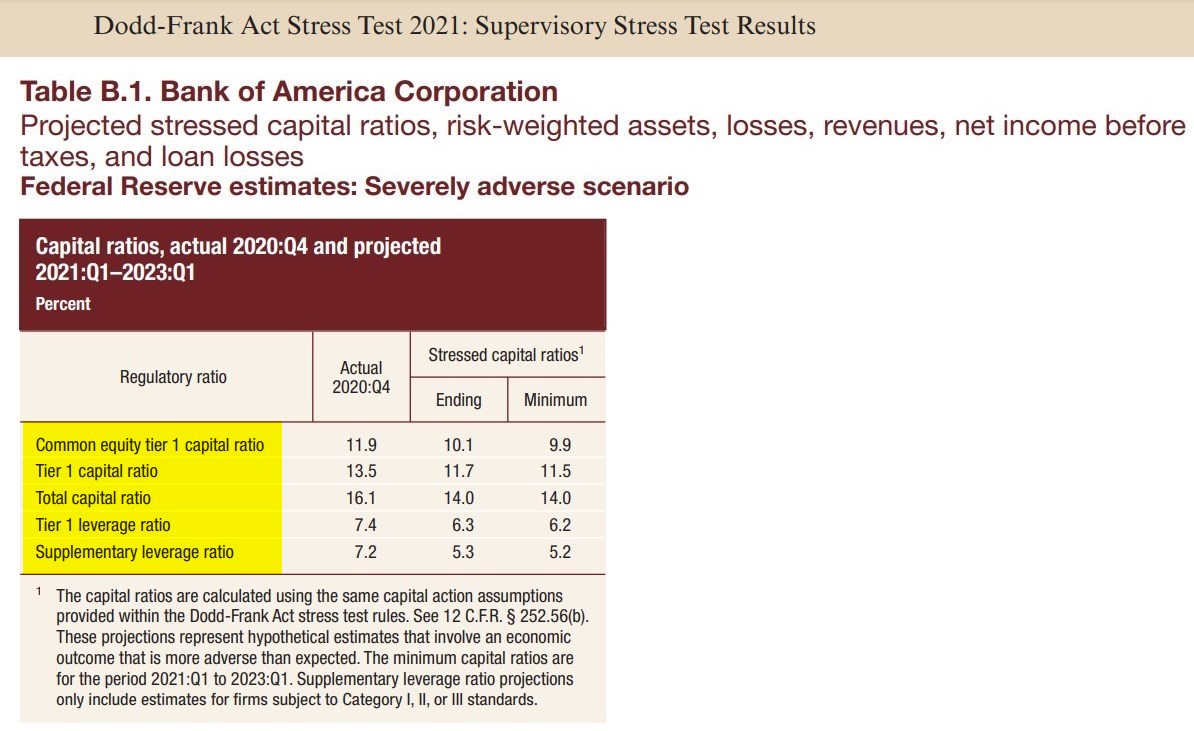 Dodd-Frank Act Stress Test 2021: Supervisory Stress Test Results
Table B.1. Bank of America Corporation
Projected stressed capital ratios, risk-weighted assets, losses, revenues, net income before
taxes, and loan losses
Federal Reserve estimates: Severely adverse scenario
Capital ratios, actual 2020:Q4 and projected
2021:Q1–2023:Q1
Percent
Regulatory ratio
Actual
2020:Q4
Stressed capital ratios¹
Ending Minimum
Common equity tier 1 capital ratio 11.9 10.1 9.9
Tier 1 capital ratio 13.5 11.7 11.5
Total capital ratio 16.1 14.0 14.0
Tier 1 leverage ratio 7.4 6.3 6.2
Supplementary leverage ratio 7.2 5.3 5.2
¹ The capital ratios are calculated using the same capital action assumptions
provided within the Dodd-Frank Act stress test rules. See 12 C.F.R. § 252.56(b).
These projections represent hypothetical estimates that involve an economic
outcome that is more adverse than expected. The minimum capital ratios are
for the period 2021:Q1 to 2023:Q1. Supplementary leverage ratio projections
only include estimates for firms subject to Category I, II, or III standards.